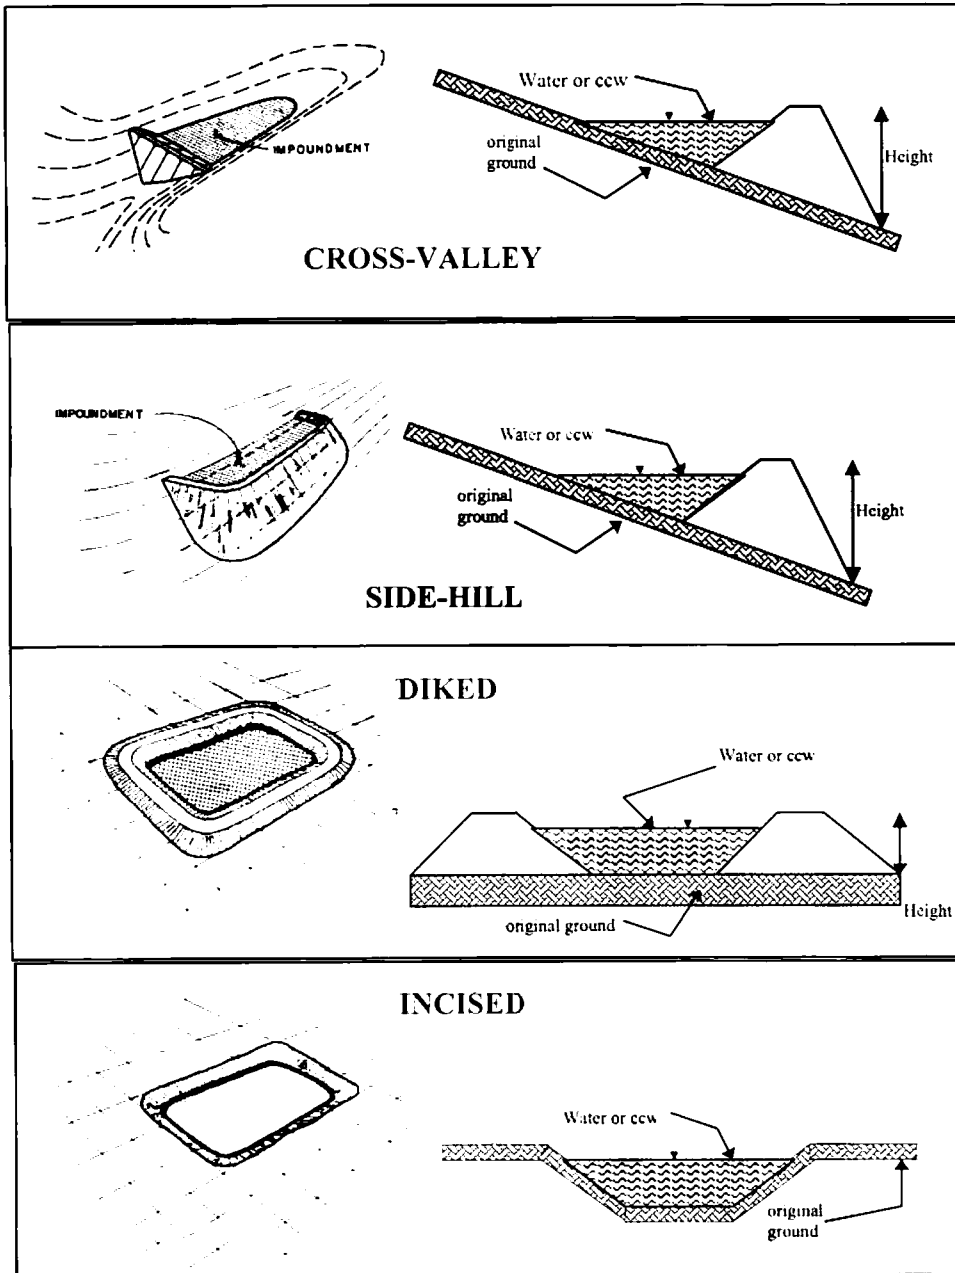 Water or ccw
IMPOUNDMENT
original
ground
Height
CROSS-VALLEY
IMPOUNDMENT
Water or ccw
original
ground
Height
SIDE-HILL
DIKED
Water or ccw
Height
original ground
INCISED
Water or ccw
original
ground